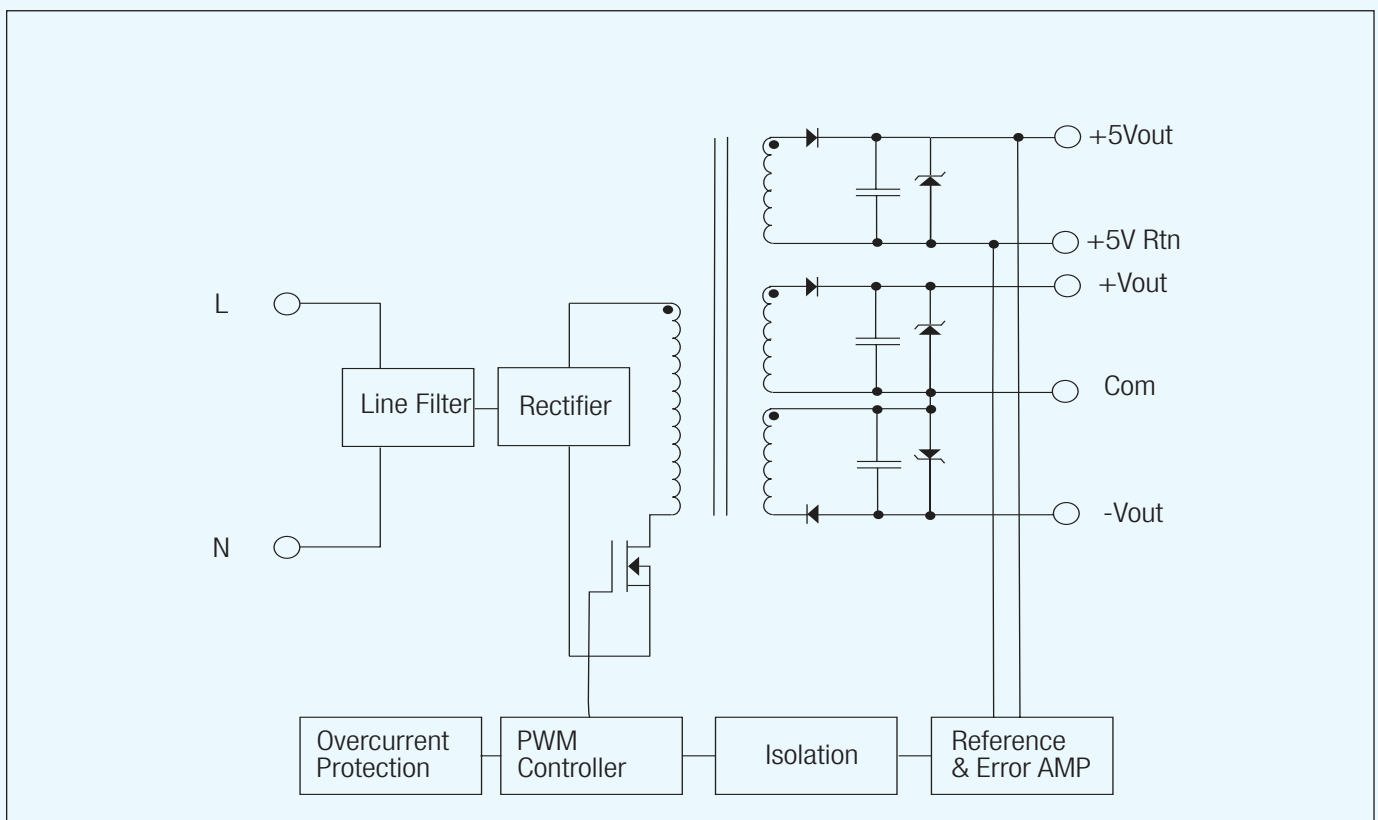 +5Vout
+5V Rtn
+Vout
L
Com
Line Filter
Rectifier
-Vout
N
Overcurrent
Protection
PWM
Controller
Isolation
Reference
& Error AMP